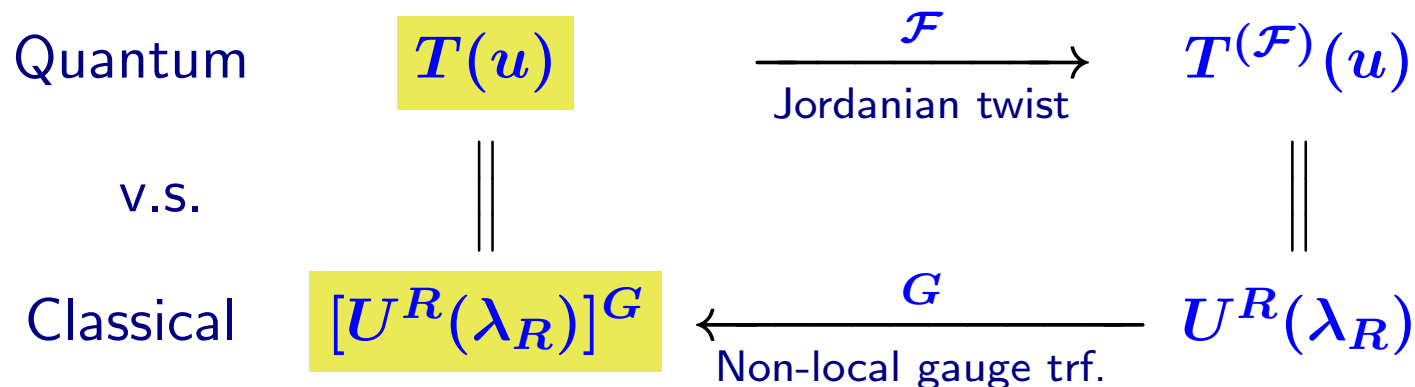 Quantum T(u) F T^(F)(u)
Jordanian twist
v.s.
Classical [U^R(λ_R)]^G G U^R(λ_R)
Non-local gauge trf.